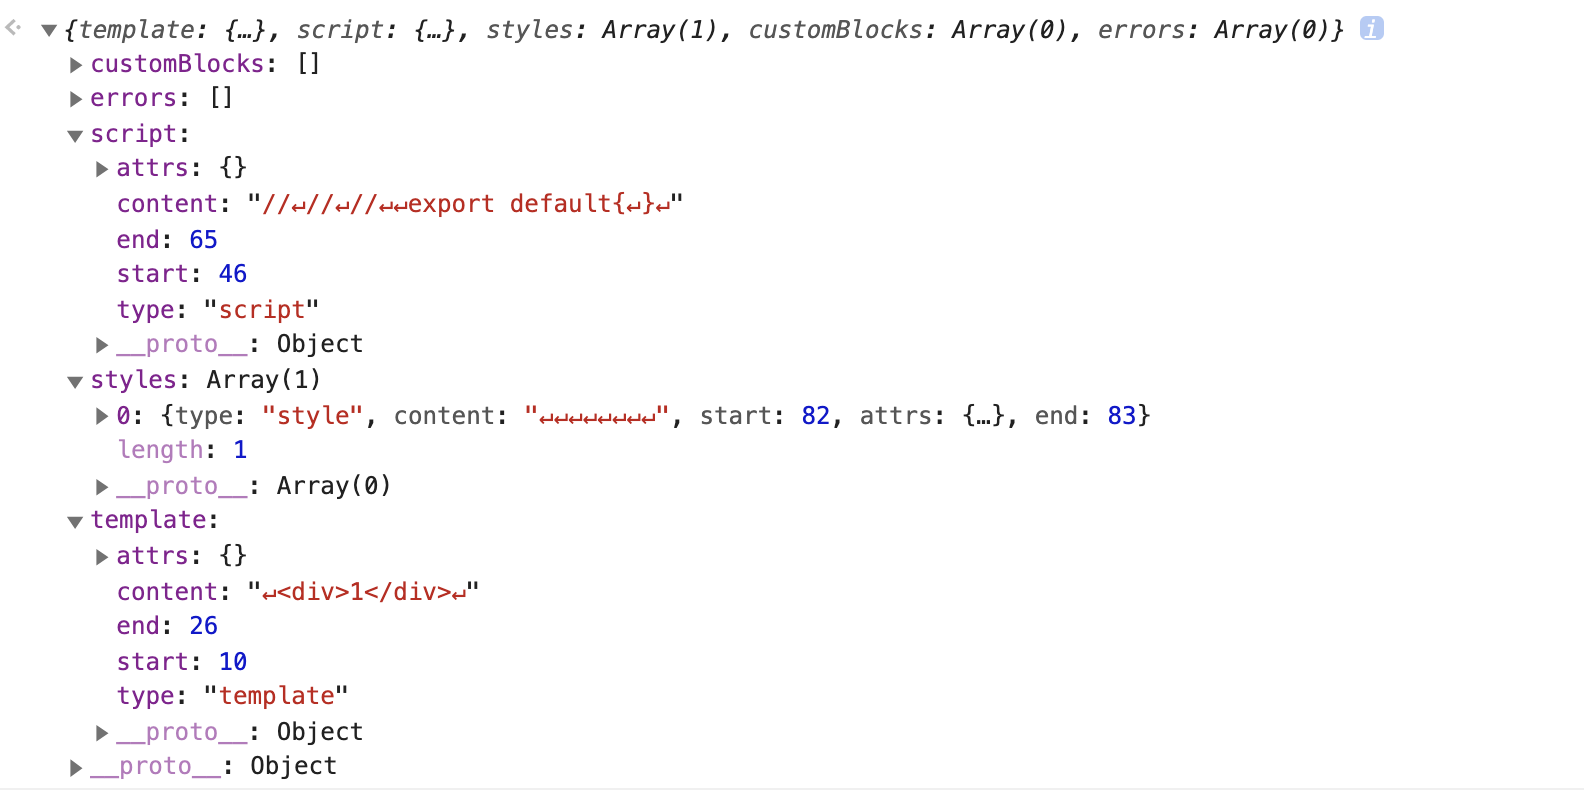 {template: {…}, script: {…}, styles: Array(1), customBlocks: Array(0), errors: Array(0)} i
customBlocks: []
errors: []
script:
attrs: {}
content: "//↵//↵//↵↵export default{↵}↵"
end: 65
start: 46
type: "script"
__proto__: Object
styles: Array(1)
0: {type: "style", content: "↵↵↵↵↵↵↵↵", start: 82, attrs: {…}, end: 83}
length: 1
__proto__: Array(0)
template:
attrs: {}
content: "↵<div>1</div>↵"
end: 26
start: 10
type: "template"
__proto__: Object
__proto__: Object